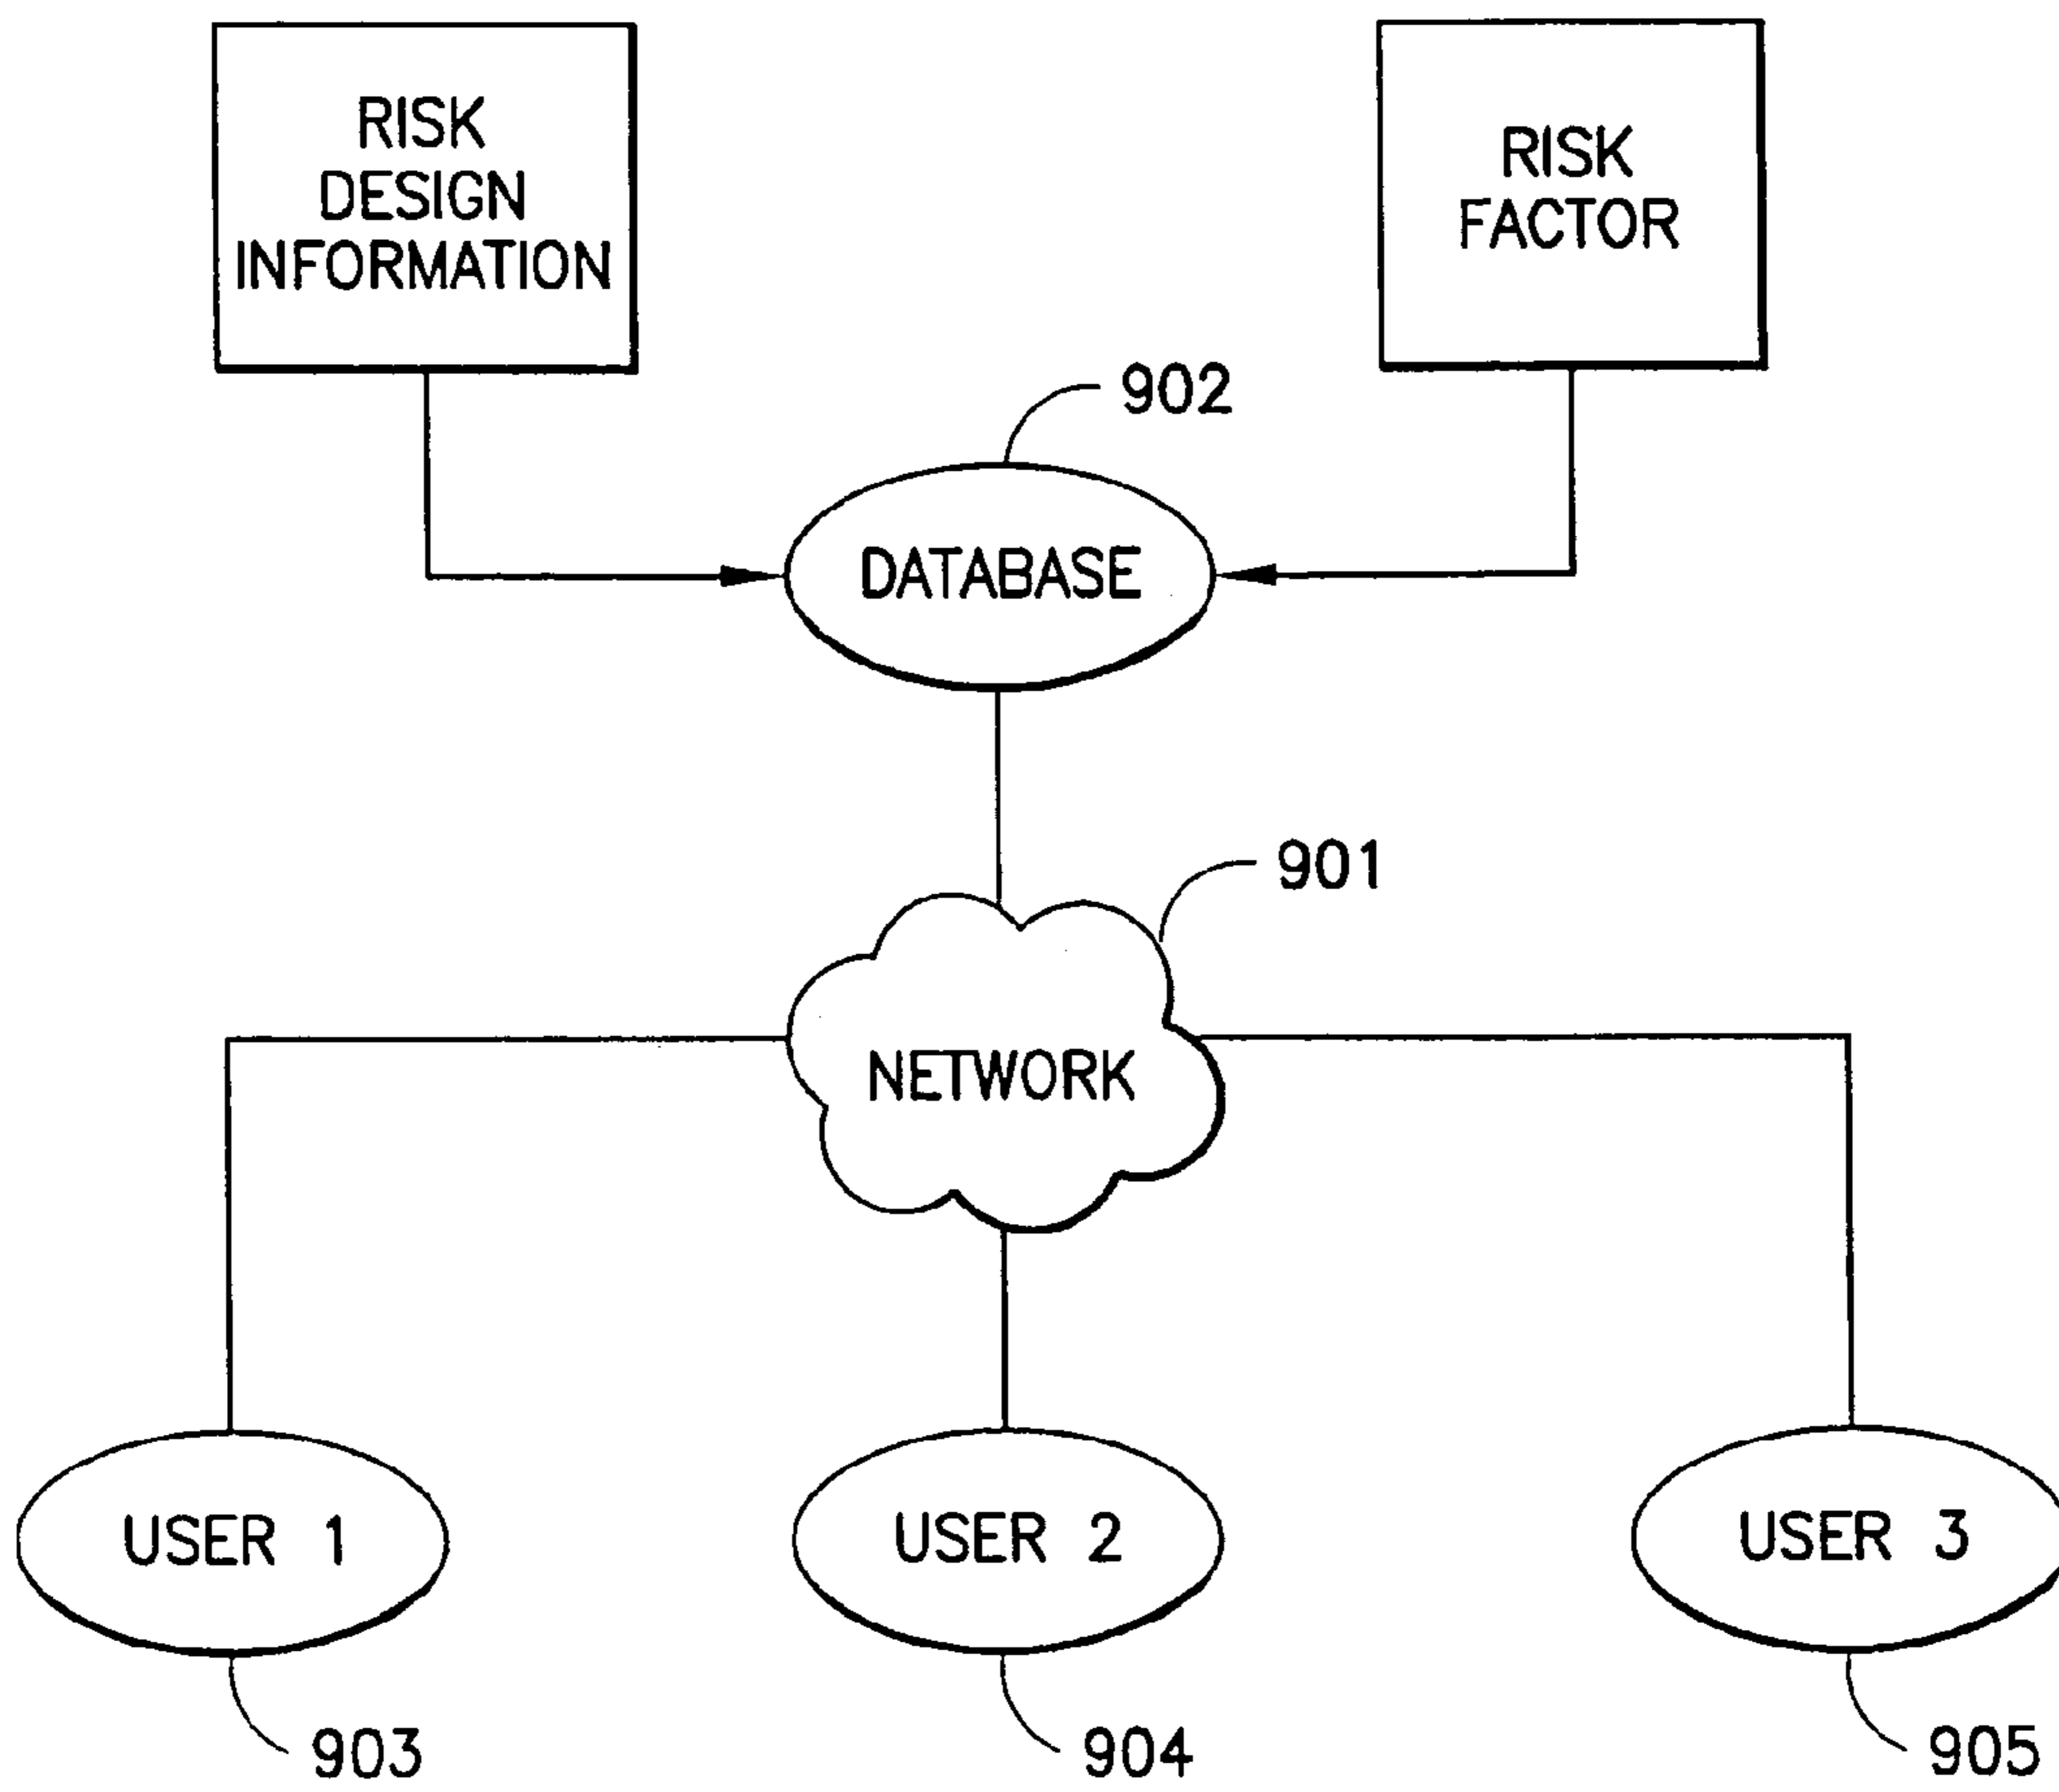 RISK
DESIGN
INFORMATION
RISK
FACTOR
902
DATABASE
901
NETWORK
USER 1
USER 2
USER 3
903
904
905